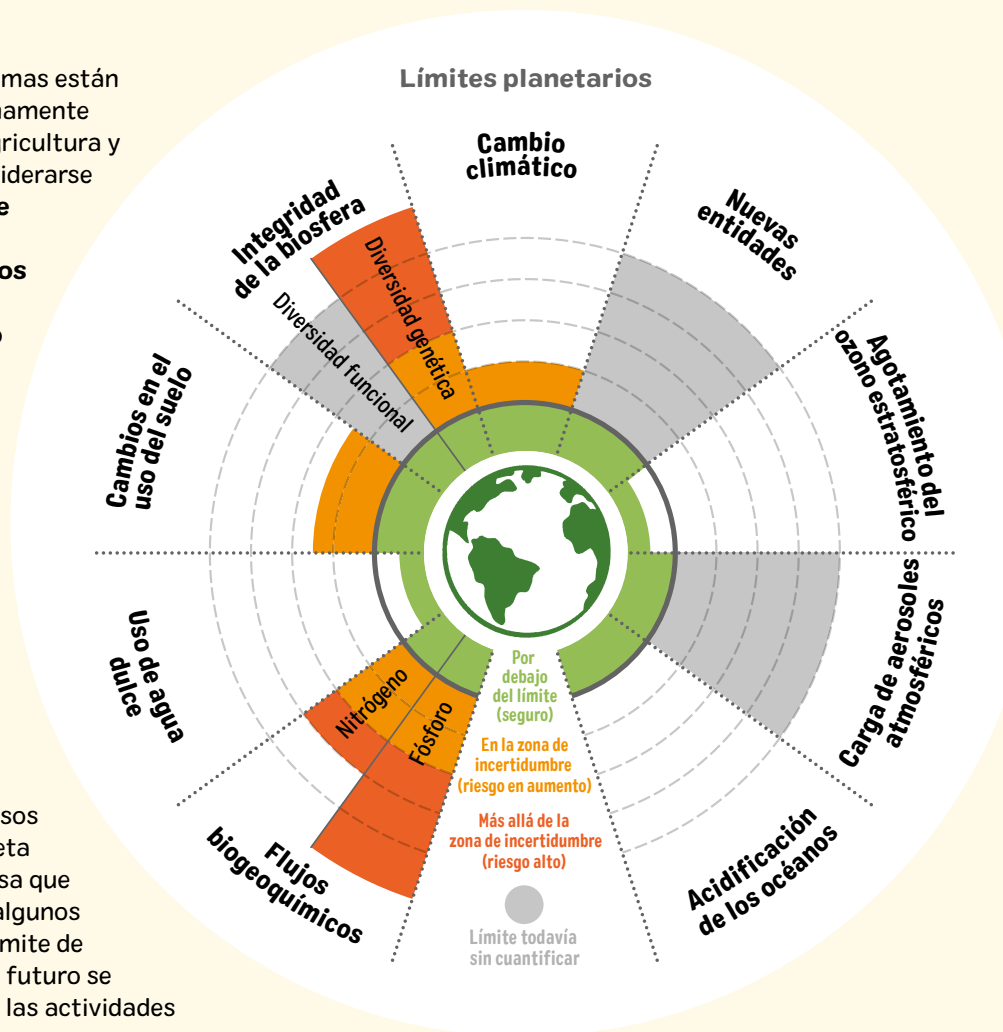 mas están
amente
ricultura y
iderarse
e
os
o
Límites planetarios
Cambio
climático
Nuevas
entidades
Agotamiento del
ozono estratosférico
Carga de aerosoles
atmosféricos
Acidificación
de los océanos
Flujos
biogeoquímicos
Nitrógeno
Fósforo
Uso de agua
dulce
Cambios en el
uso del suelo
Integridad
de la biosfera
Diversidad funcional
Diversidad genética
Por
debajo
del límite
(seguro)
En la zona de
incertidumbre
(riesgo en aumento)
Más allá de la
zona de incertidumbre
(riesgo alto)
Límite todavía
sin cuantificar
sos
eta
sa que
algunos
mite de
futuro se
las actividades